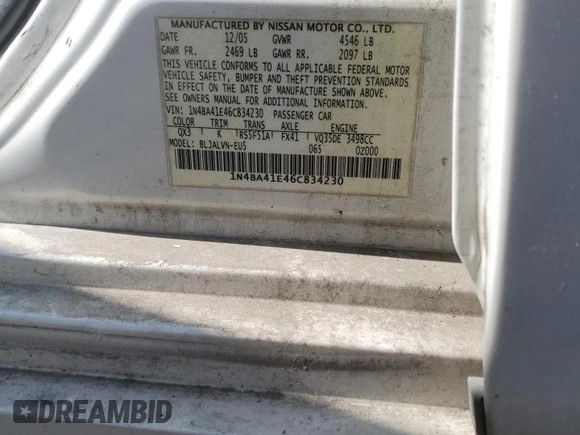 MANUFACTURED BY NISSAN MOTOR CO., LTD.
DATE 12/05 GVWR 4546 LB
GAWR FR. 2469 LB GAWR RR. 2097 LB
THIS VEHICLE CONFORMS TO ALL APPLICABLE FEDERAL MOTOR
VEHICLE SAFETY, BUMPER AND THEFT PREVENTION STANDARDS
IN EFFECT ON THE DATE OF MANUFACTURE SHOWN ABOVE.
SEE OWNERS MANUAL FOR ADDITIONAL INFORMATION.
VIN: 1N4BA41E46C834230 PASSENGER CAR
COLOR TRIM TRANS AXLE ENGINE
QX3 K RS5F51A FX41 VQ35DE 3498CC
MODEL: BLJALVN-EU5 065 0Z000
1N4BA41E46C834230
DREAMBID